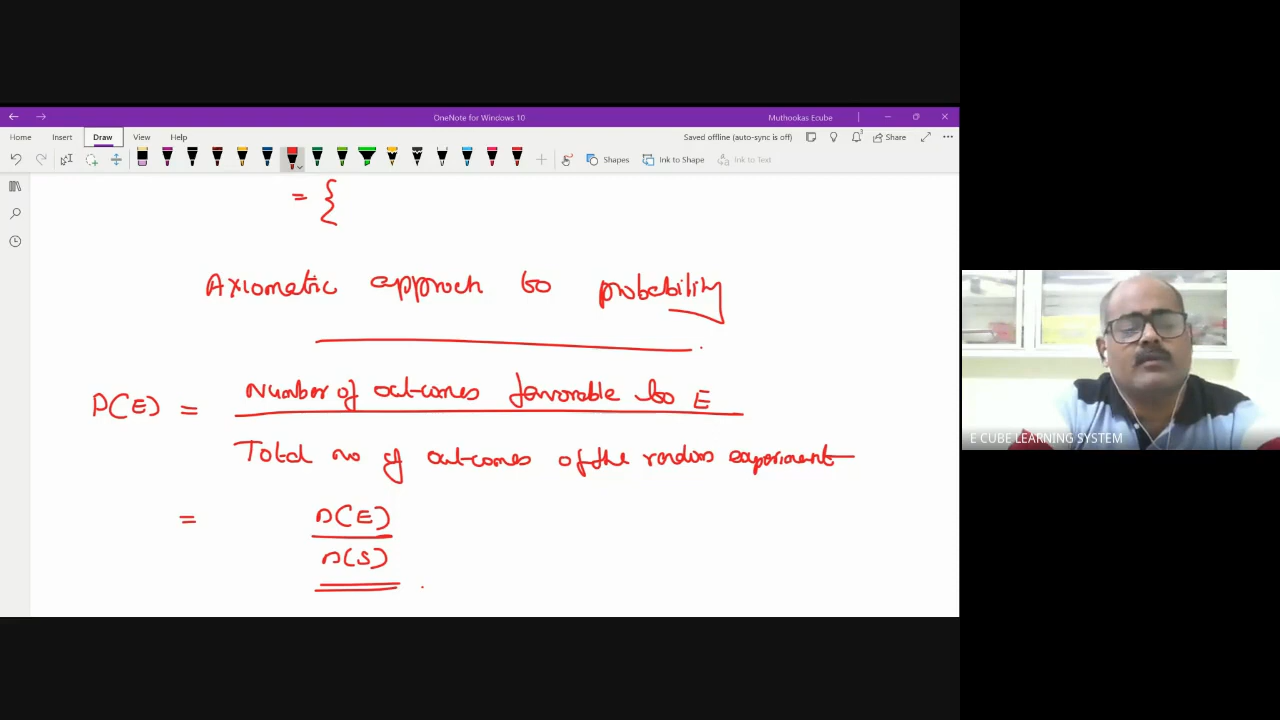 OneNote for Windows 10
Muthookas Ecube
Home Insert Draw View Help
Saved offline (auto-sync is off)
Share
Shapes
Ink to Shape
Ink to Text
= {
Axiomatic approch to probability
P(E) = Number of outcomes favorable to E
Total no of outcomes of the random experiment
= n(E)
n(S)
E CUBE LEARNING SYSTEM